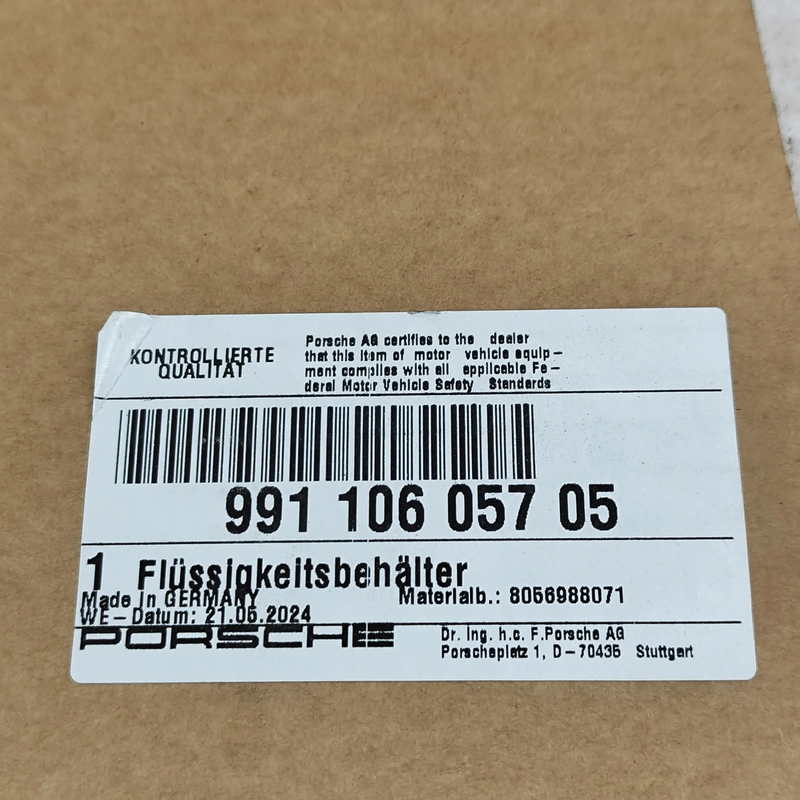 KONTROLLIERTE
QUALITÄT
Porsche AG certifies to the dealer
that this item of motor vehicle equip-
ment complies with all applicable Fe-
deral Motor Vehicle Safety Standards
991 106 057 05
1 Flüssigkeitsbehälter
Made in GERMANY
Materialb.: 8056988071
WE-Datum: 21.05.2024
PORSCHE
Dr. Ing. h.c. F.Porsche AG
Porscheplatz 1, D-70435 Stuttgart